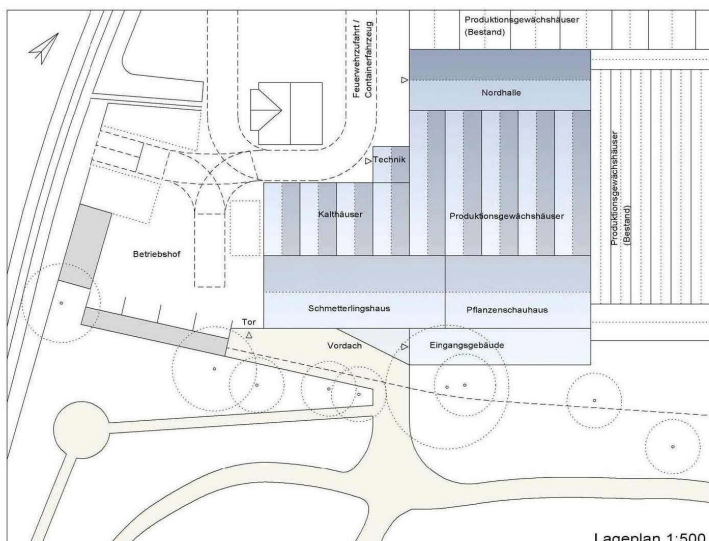 Produktionsgewächshäuser
(Bestand)
Feuerwehrzufahrt /
Containerfahrzeug
Nordhalle
Technik
Kalthäuser
Produktionsgewächshäuser
Produktionsgewächshäuser
(Bestand)
Betriebshof
Schmetterlingshaus
Pflanzenschauhaus
Tor
Vordach
Eingangsgebäude
Lageplan 1:500